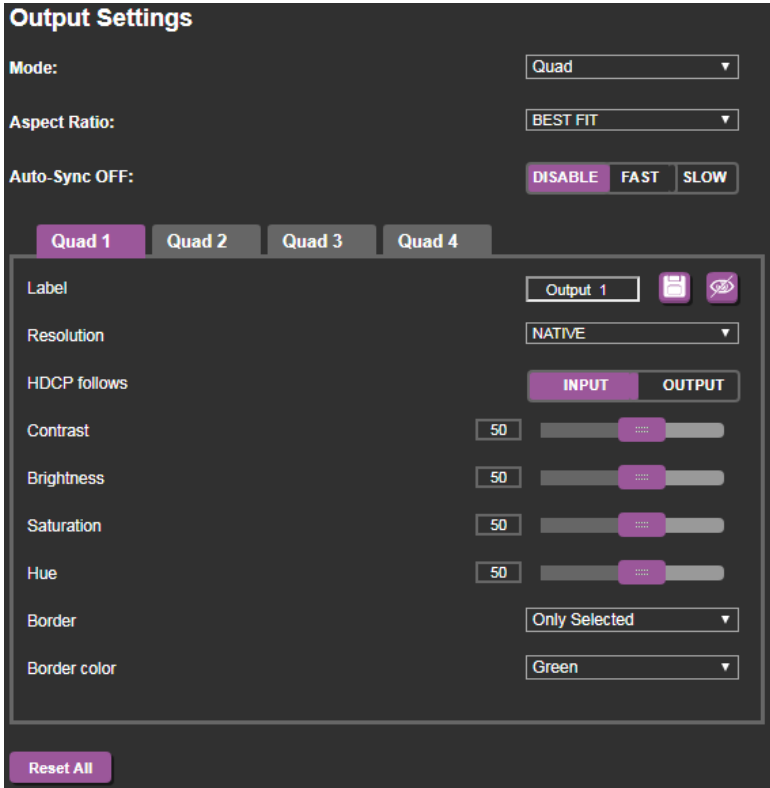 Output Settings
Mode: Quad
Aspect Ratio: BEST FIT
Auto-Sync OFF: DISABLE FAST SLOW
Quad 1 Quad 2 Quad 3 Quad 4
Label Output 1
Resolution NATIVE
HDCP follows INPUT OUTPUT
Contrast 50
Brightness 50
Saturation 50
Hue 50
Border Only Selected
Border color Green
Reset All